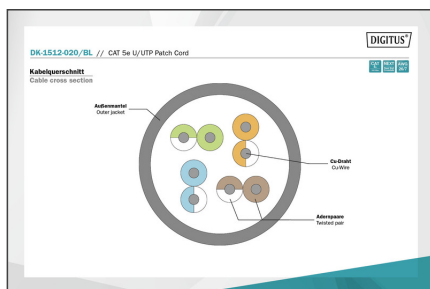 DIGITUS®
DK-1512-020/BL // CAT 5e U/UTP Patch Cord
Kabelquerschnitt
Cable cross section
Außenmantel
Outer jacket
Cu-Draht
Cu-Wire
Adernpaare
Twisted pair